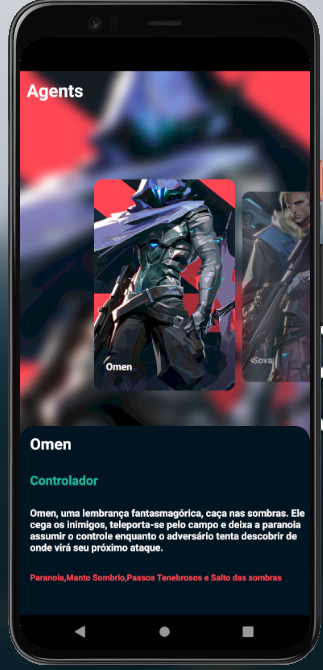 Agents
Omen
Sova
Omen
Controlador
Omen, uma lembrança fantasmagórica, caça nas sombras. Ele
cega os inimigos, teleporta-se pelo campo e deixa a paranoia
assumir o controle enquanto o adversário tenta descobrir de
onde virá seu próximo ataque.
Paranoia,Manto Sombrio,Passos Tenebrosos e Salto das sombras